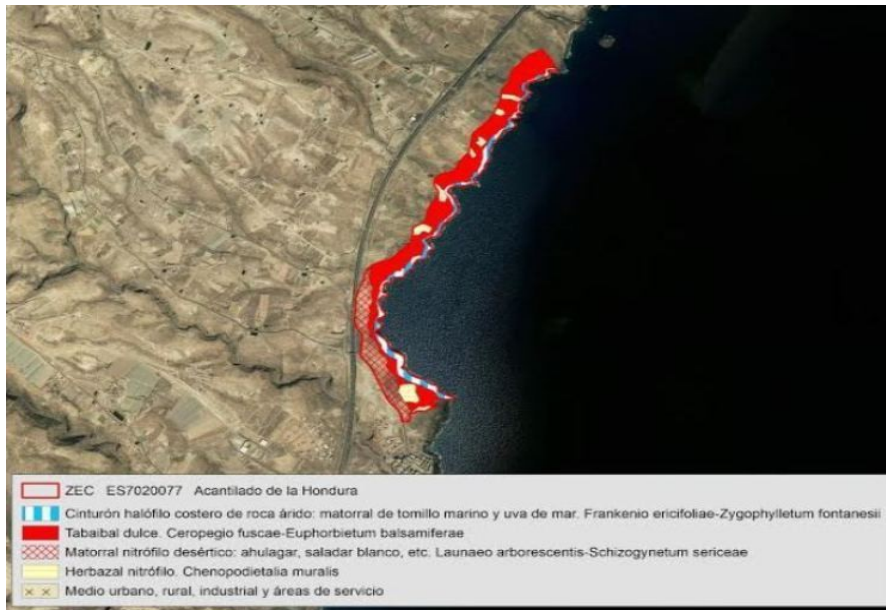 ZEC ES7020077 Acantilado de la Hondura
Cinturón halófilo costero de roca árido: matorral de tomillo marino y uva de mar. Frankenio ericifoliae-Zygophylletum fontanesii
Tabaibal dulce. Ceropegio fuscae-Euphorbietum balsamiferae
Matorral nitrófilo desértico: ahulagar, saladar blanco, etc. Launaeo arborescentis-Schizogynetum sericeae
Herbazal nitrófilo. Chenopodietalia muralis
Medio urbano, rural, industrial y áreas de servicio